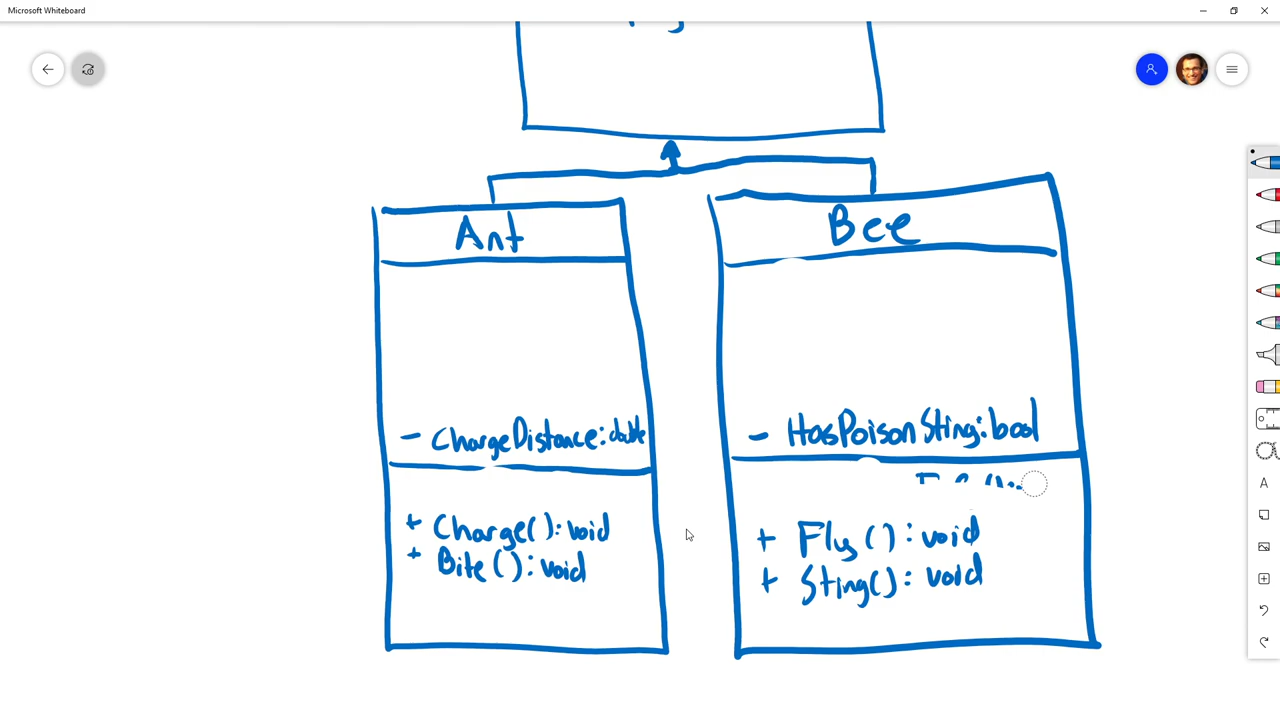 Microsoft Whiteboard
Ant
- ChargeDistance: double
+ Charge(): void
+ Bite(): void
Bee
- HasPoisonSting: bool
+ Fly(): void
+ Sting(): void
A